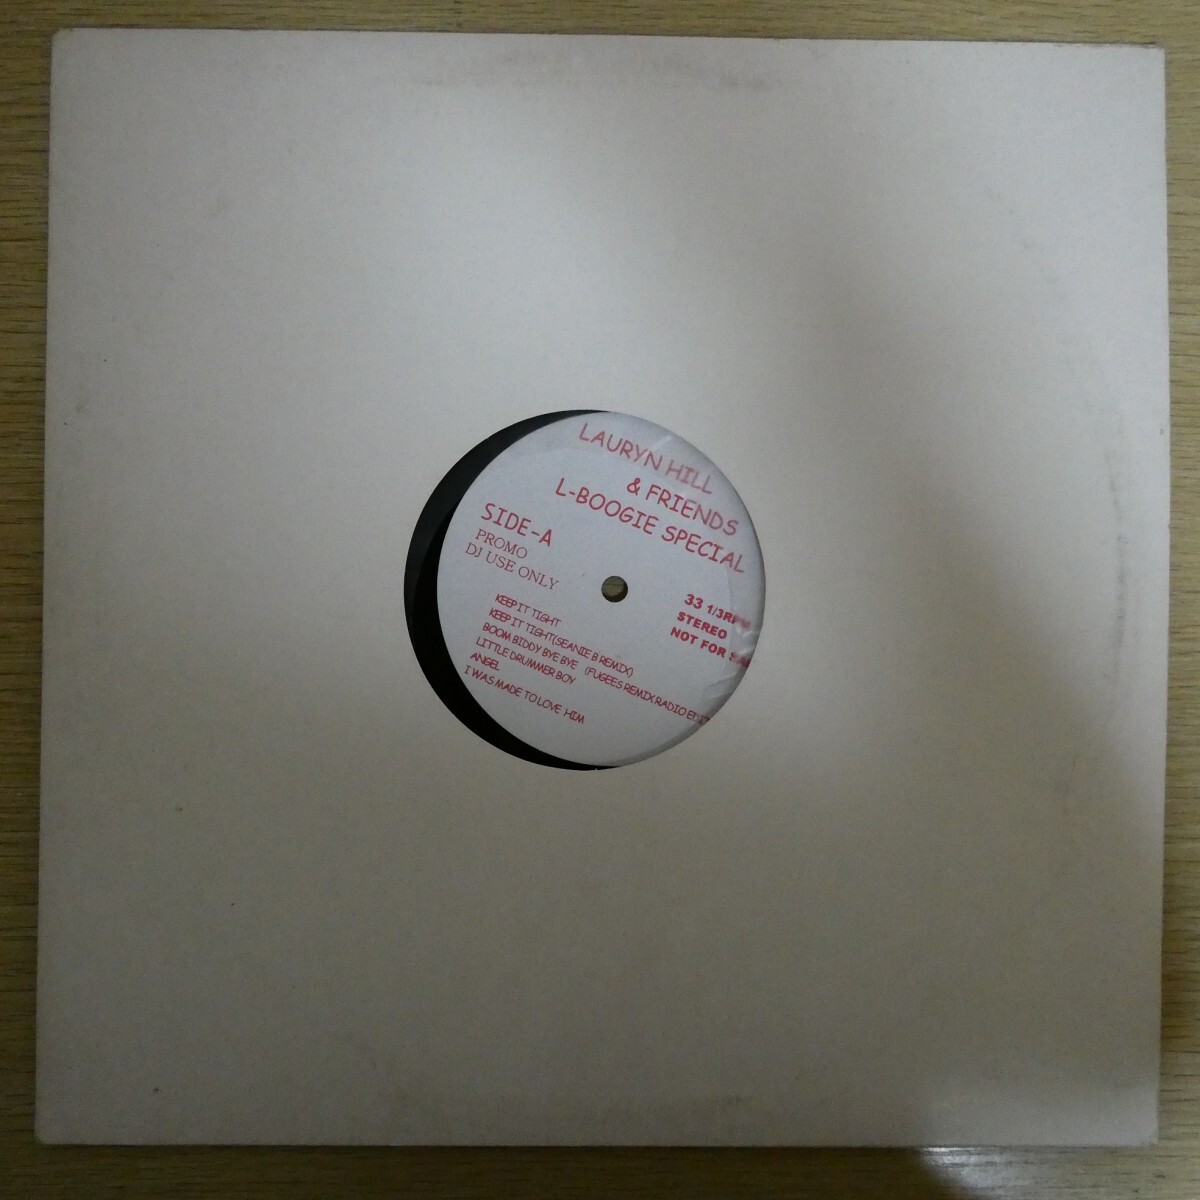 LAURYN HILL
& FRIENDS
L-BOOGIE SPECIAL
SIDE-A
PROMO
DJ USE ONLY
33 1/3RPM
STEREO
NOT FOR
KEEP IT TIGHT
KEEP IT TIGHT(SEANIE B REMIX)
BOOM BIDDY BYE BYE (FUGEES REMIX RADIO EDIT
LITTLE DRUMMER BOY
ANGEL
I WAS MADE TO LOVE HIM